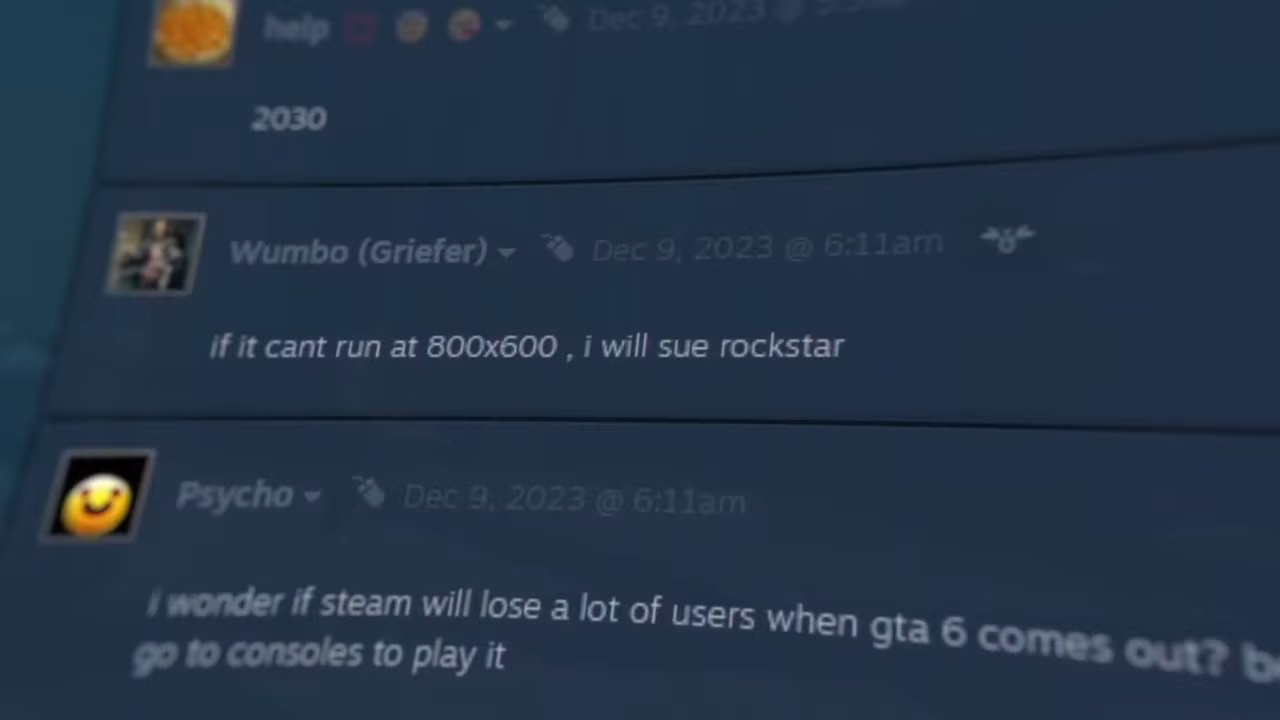 help Dec 9, 2023 @
2030
Wumbo (Griefer) Dec 9, 2023 @ 6:11am
if it cant run at 800x600 , i will sue rockstar
Psycho Dec 9, 2023 @ 6:11am
i wonder if steam will lose a lot of users when gta 6 comes out?
go to consoles to play it